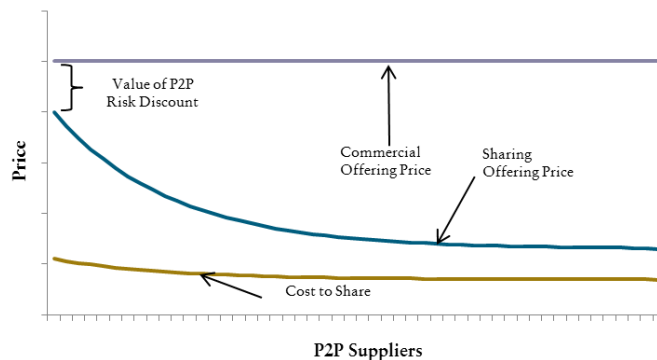 Value of P2P
Risk Discount
Commercial
Offering Price
Sharing
Offering Price
Price
Cost to Share
P2P Suppliers